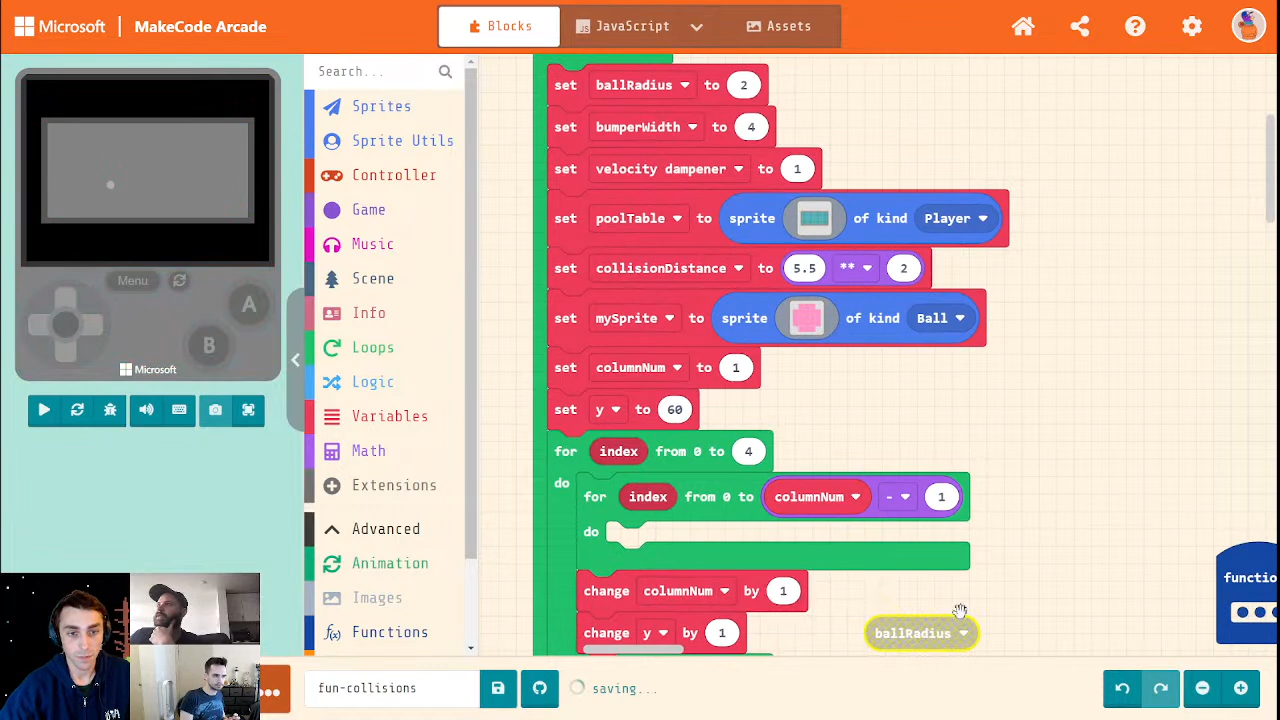 Microsoft
MakeCode Arcade
Blocks
JavaScript
Assets
Menu
A
B
Microsoft
Search...
Sprites
Sprite Utils
Controller
Game
Music
Scene
Info
Loops
Logic
Variables
Math
Extensions
Advanced
Animation
Images
Functions
set ballRadius to 2
set bumperWidth to 4
set velocity dampener to 1
set poolTable to sprite of kind Player
set collisionDistance to 5.5 ** 2
set mySprite to sprite of kind Ball
set columnNum to 1
set y to 60
for index from 0 to 4
do
for index from 0 to columnNum - 1
do
change columnNum by 1
change y by 1
ballRadius
functio
fun-collisions
saving...